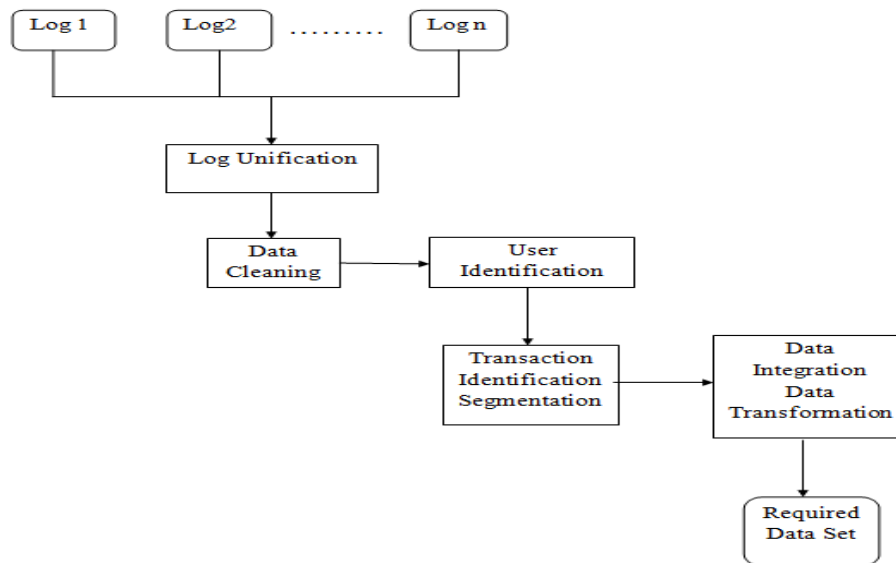 Log 1
Log2
.........
Log n
Log Unification
Data
Cleaning
User
Identification
Transaction
Identification
Segmentation
Data
Integration
Data
Transformation
Required
Data Set